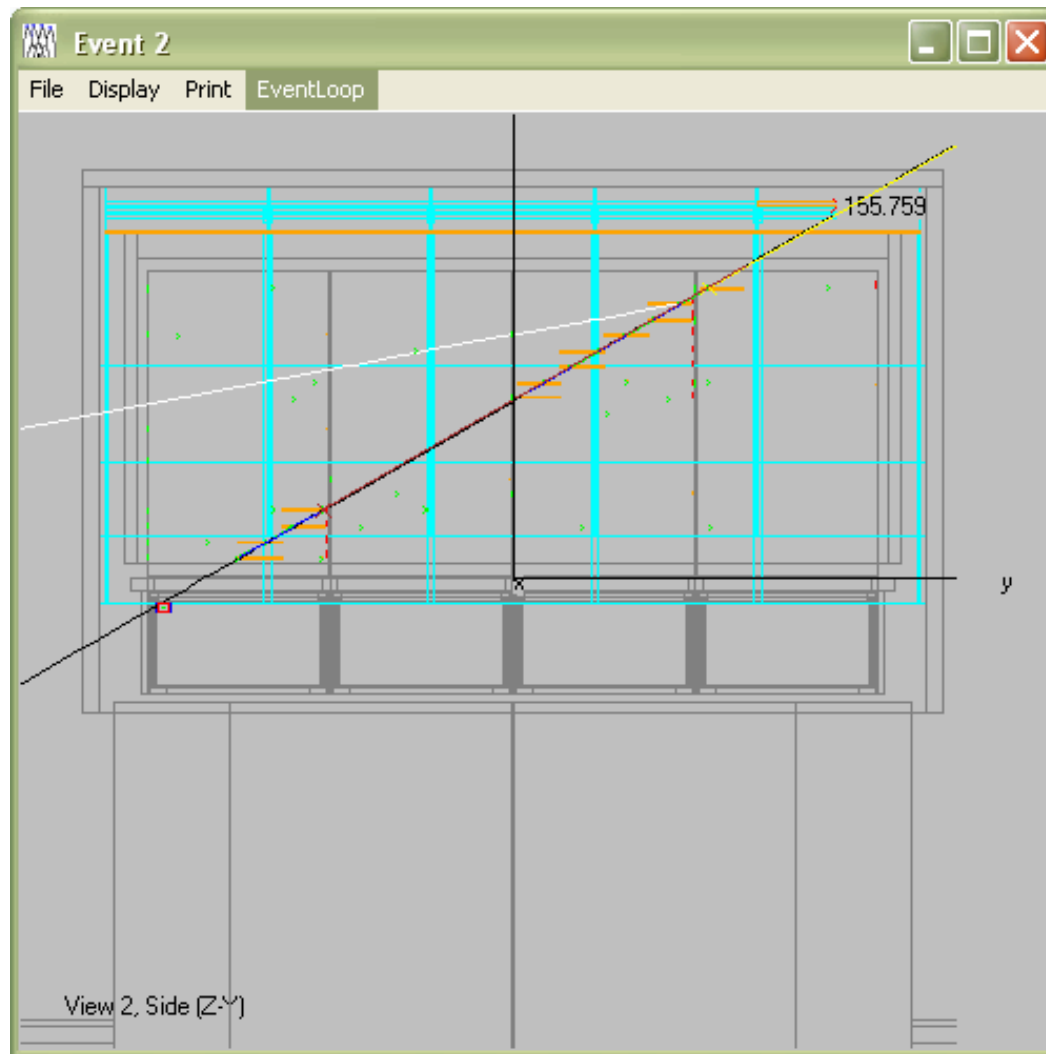 Event 2
File Display Print EventLoop
155.759
x
y
View 2, Side (Z-Y)